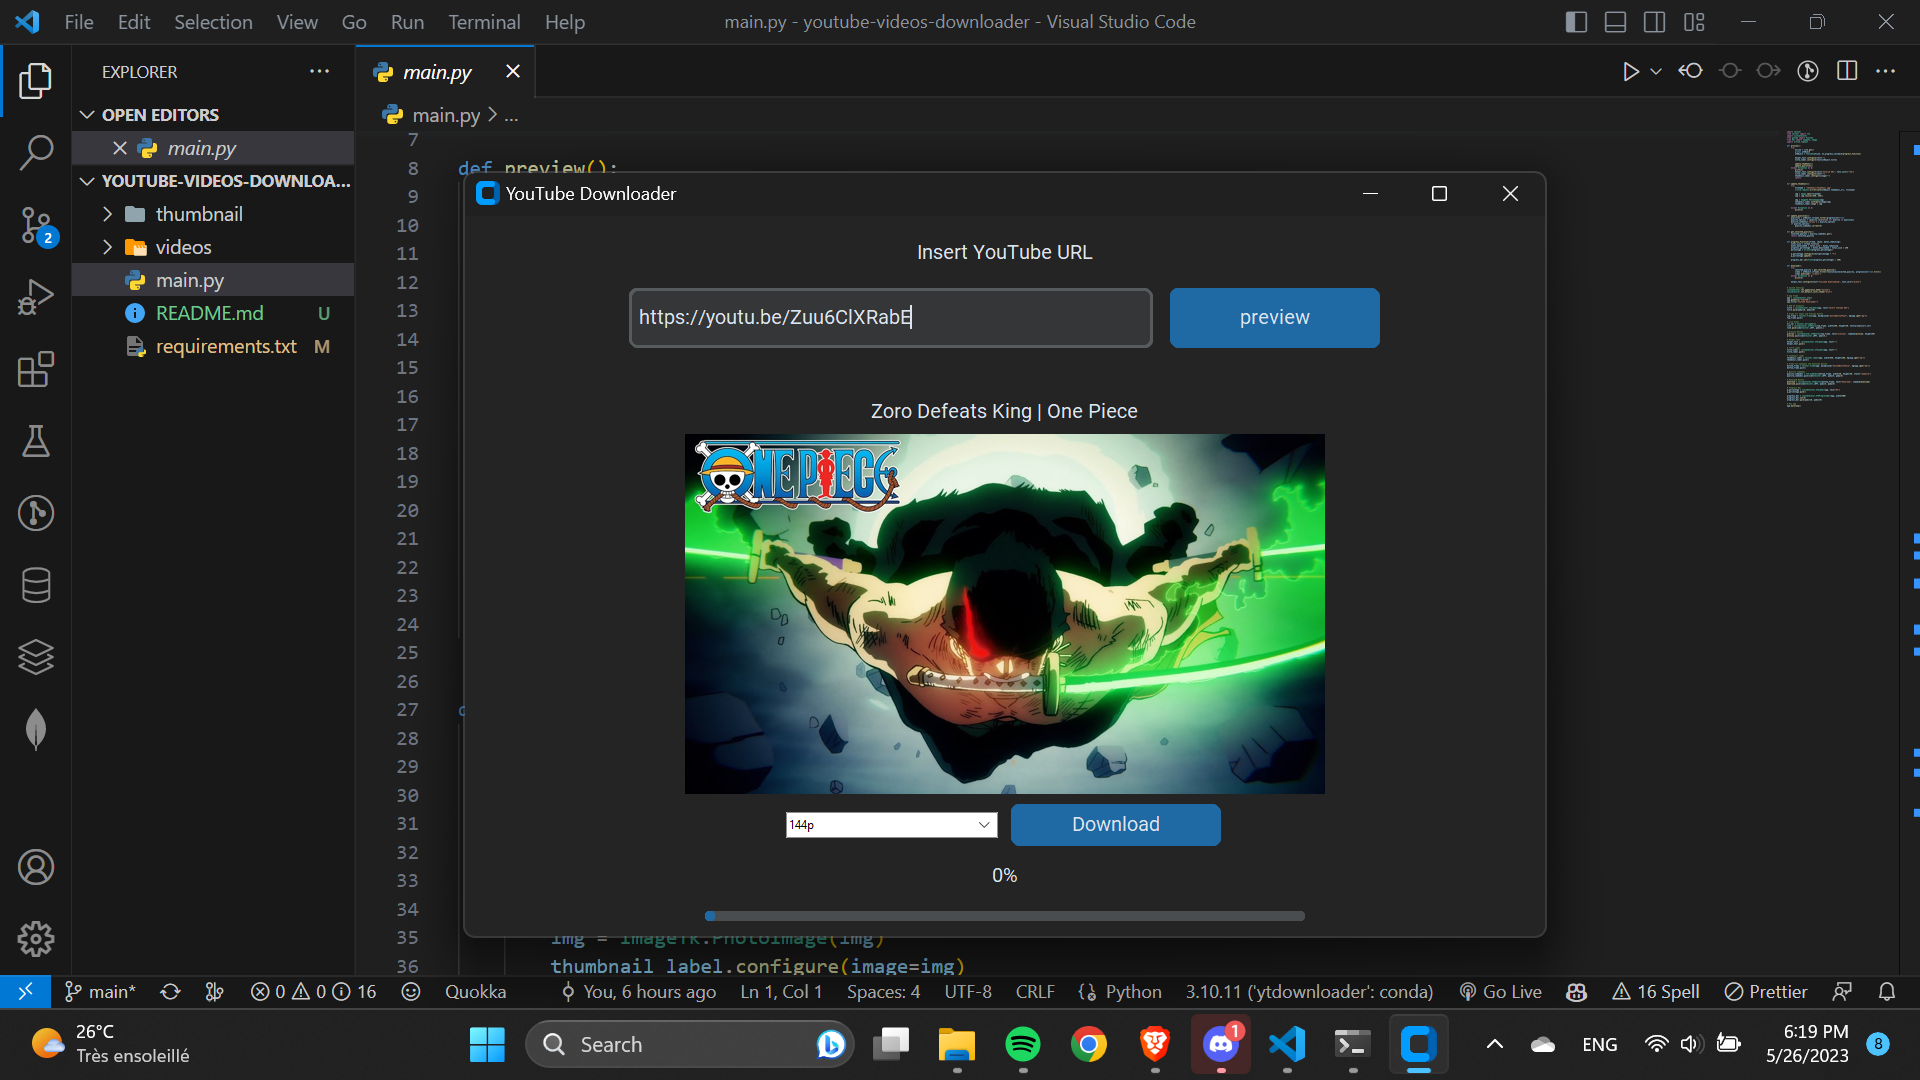 File Edit Selection View Go Run Terminal Help
main.py - youtube-videos-downloader - Visual Studio Code
EXPLORER
OPEN EDITORS
main.py
YOUTUBE-VIDEOS-DOWNLOA...
thumbnail
videos
main.py
README.md U
requirements.txt M
2
main.py
main.py > ...
7
8 def preview():
9
10
11
12
13
14
15
16
17
18
19
20
21
22
23
24
25
26
27
28
29
30
31
32
33
34
35 img = ImageTk.PhotoImage(img)
36 thumbnail_label.configure(image=img)
YouTube Downloader
Insert YouTube URL
https://youtu.be/Zuu6ClXRabE
preview
Zoro Defeats King | One Piece
ONE PIECE
144p
Download
0%
main* 0 0 16 Quokka You, 6 hours ago Ln 1, Col 1 Spaces: 4 UTF-8 CRLF Python 3.10.11 ('ytdownloader': conda) Go Live 16 Spell Prettier
26°C
Très ensoleillé
Search
1
ENG
6:19 PM
5/26/2023
8